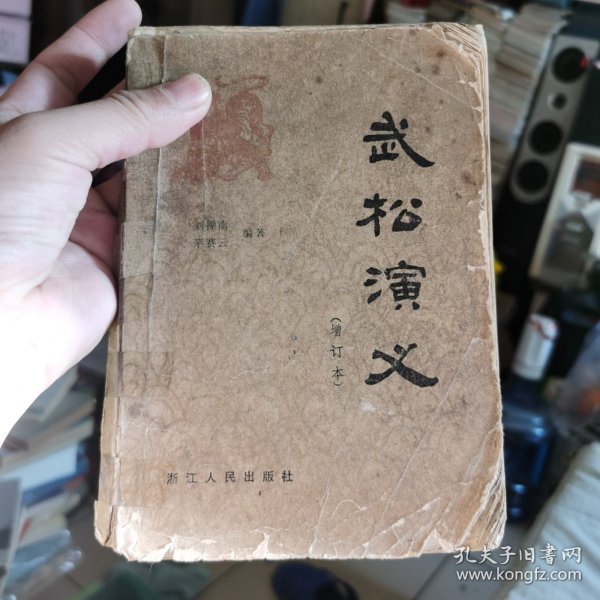 武松演义
(增订本)
刘操南
茅赛云
编著
浙江人民出版社
孔夫子旧书网
www.kongfz.com